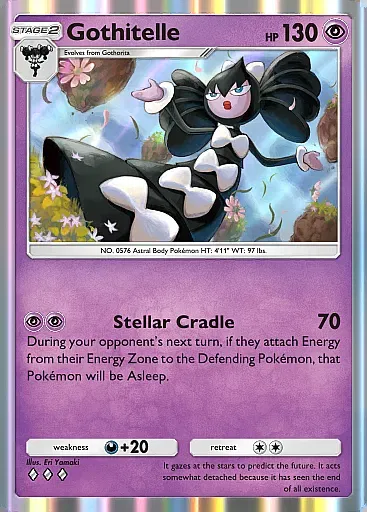 STAGE 2
Gothitelle
HP 130
Evolves from Gothorita
NO. 0576 Astral Body Pokémon HT: 4'11" WT: 97 lbs.
Stellar Cradle 70
During your opponent's next turn, if they attach Energy
from their Energy Zone to the Defending Pokémon, that
Pokémon will be Asleep.
weakness +20 retreat
Illus. Eri Yamaki
It gazes at the stars to predict the future. It acts
somewhat detached because it has seen the end
of all existence.